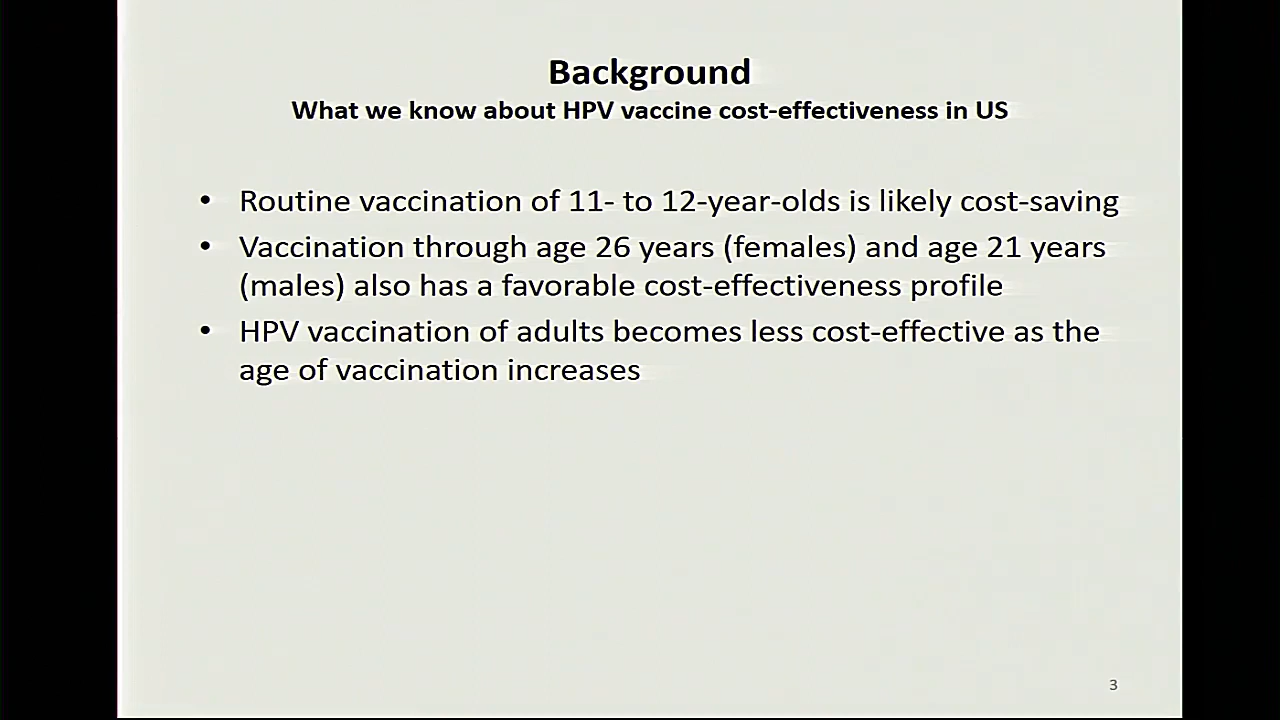 Background
What we know about HPV vaccine cost-effectiveness in US
• Routine vaccination of 11- to 12-year-olds is likely cost-saving
• Vaccination through age 26 years (females) and age 21 years
(males) also has a favorable cost-effectiveness profile
• HPV vaccination of adults becomes less cost-effective as the
age of vaccination increases
3